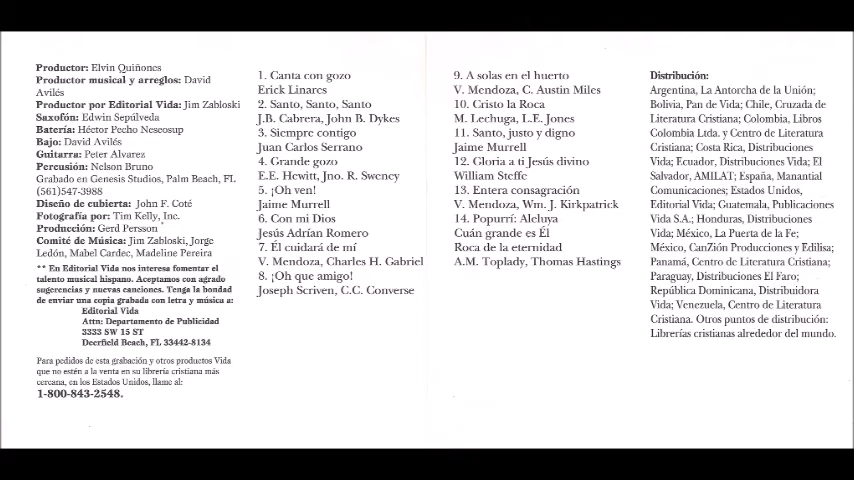 Productor: Elvin Quiñones
Productor musical y arreglos: David
Avilés
Productor por Editorial Vida: Jim Zabloski
Saxofón: Edwin Sepúlveda
Batería: Héctor Pecho Neseosup
Bajo: David Avilés
Guitarra: Peter Alvarez
Percusión: Nelson Bruno
Grabado en Genesis Studios, Palm Beach, FL
(561)547-3988
Diseño de cubierta: John F. Coté
Fotografía por: Tim Kelly, Inc.
Producción: Gerd Persson
Comité de Música: Jim Zabloski, Jorge
Ledón, Mabel Cardec, Madeline Pereira
** En Editorial Vida nos interesa fomentar el
talento musical hispano. Aceptamos con agrado
sugerencias y nuevas canciones. Tenga la bondad
de enviar una copia grabada con letra y música a:
Editorial Vida
Attn: Departamento de Publicidad
3333 SW 15 ST
Deerfield Beach, FL 33442-8134
Para pedidos de esta grabación y otros productos Vida
que no estén a la venta en su librería cristiana más
cercana, en los Estados Unidos, llame al:
1-800-843-2548.
1. Canta con gozo
Erick Linares
2. Santo, Santo, Santo
J.B. Cabrera, John B. Dykes
3. Siempre contigo
Juan Carlos Serrano
4. Grande gozo
E.E. Hewitt, Jno. R. Sweney
5. ¡Oh ven!
Jaime Murrell
6. Con mi Dios
Jesús Adrían Romero
7. Él cuidará de mí
V. Mendoza, Charles H. Gabriel
8. ¡Oh que amigo!
Joseph Scriven, C.C. Converse
9. A solas en el huerto
V. Mendoza, C. Austin Miles
10. Cristo la Roca
M. Lechuga, L.E. Jones
11. Santo, justo y digno
Jaime Murrell
12. Gloria a ti Jesús divino
William Steffe
13. Entera consagración
V. Mendoza, Wm. J. Kirkpatrick
14. Popurrí: Aleluya
Cuán grande es Él
Roca de la eternidad
A.M. Toplady, Thomas Hastings
Distribución:
Argentina, La Antorcha de la Unión;
Bolivia, Pan de Vida; Chile, Cruzada de
Literatura Cristiana; Colombia, Libros
Colombia Ltda. y Centro de Literatura
Cristiana; Costa Rica, Distribuciones
Vida; Ecuador, Distribuciones Vida; El
Salvador, AMILAT; España, Manantial
Comunicaciones; Estados Unidos,
Editorial Vida; Guatemala, Publicaciones
Vida S.A.; Honduras, Distribuciones
Vida; México, La Puerta de la Fe;
México, CanZión Producciones y Edilisa;
Panamá, Centro de Literatura Cristiana;
Paraguay, Distribuciones El Faro;
República Dominicana, Distribuidora
Vida; Venezuela, Centro de Literatura
Cristiana. Otros puntos de distribución:
Librerías cristianas alrededor del mundo.